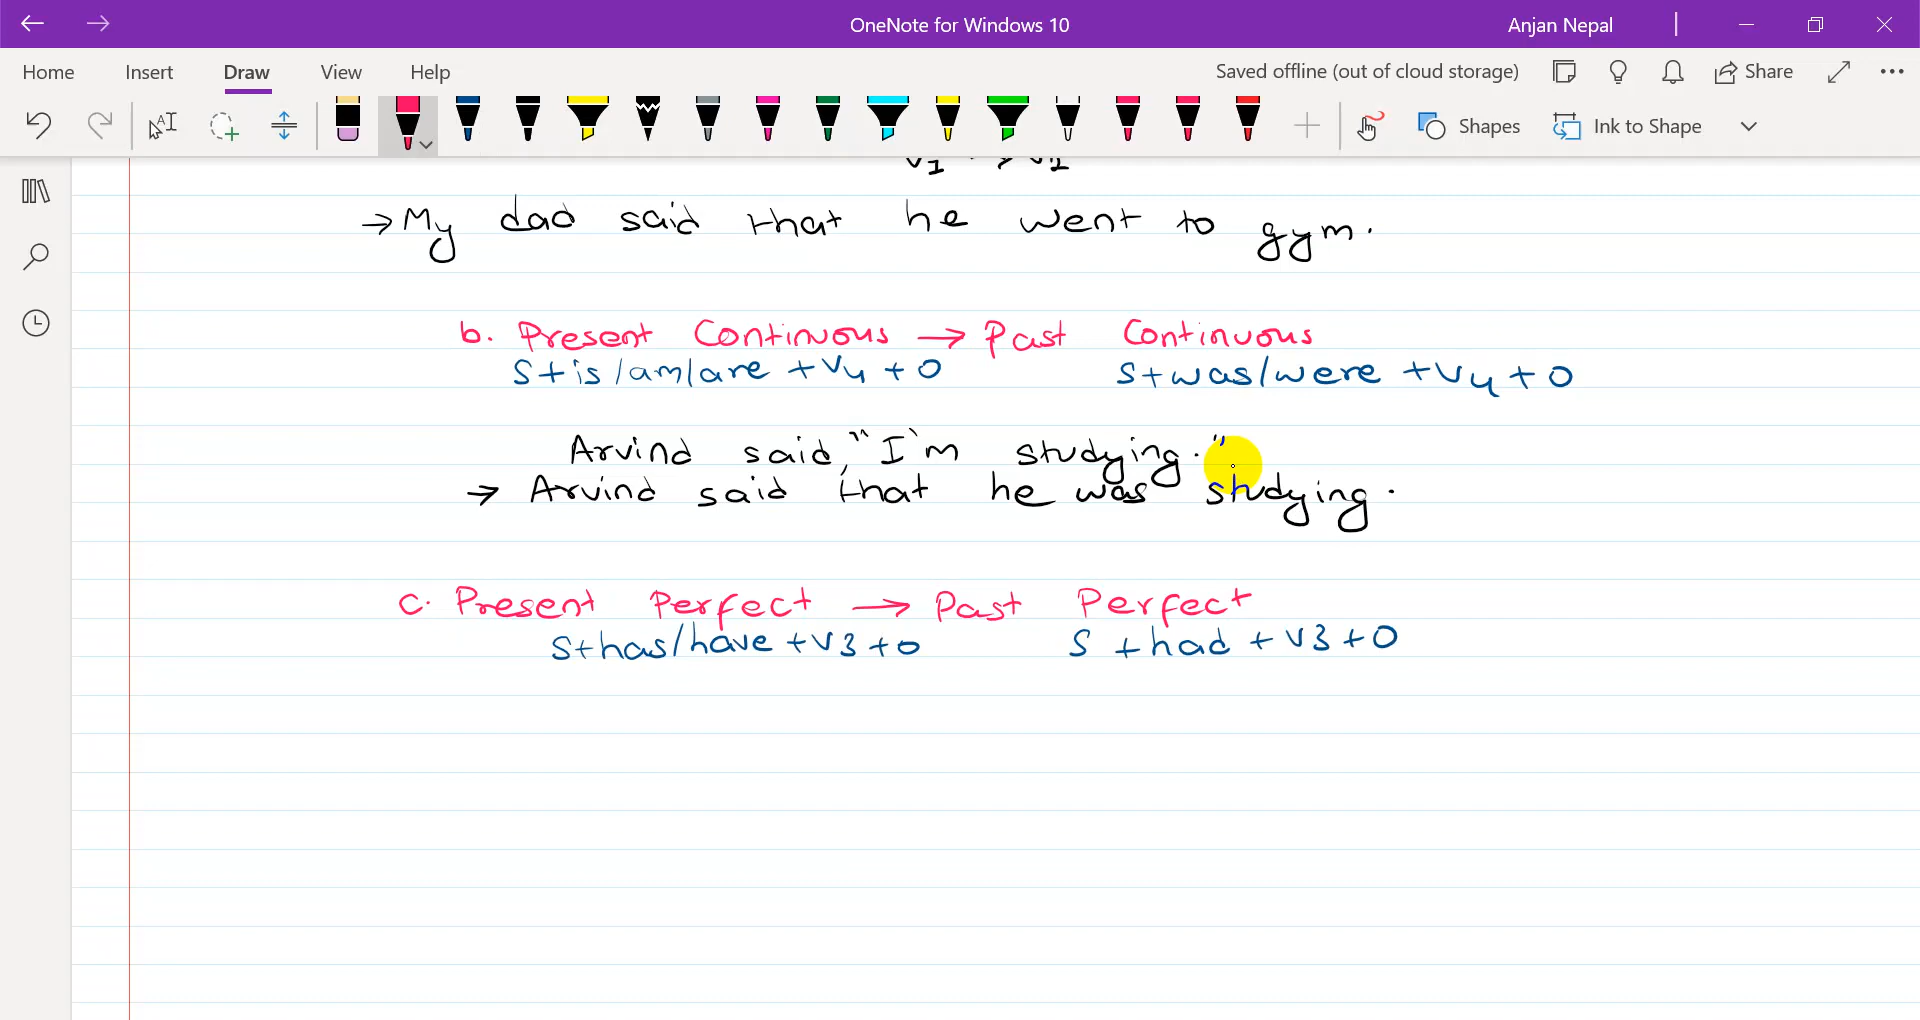 OneNote for Windows 10
Anjan Nepal
Home Insert Draw View Help
Saved offline (out of cloud storage)
Share
Shapes
Ink to Shape
→ My dad said that he went to gym.
b. Present Continuous → Past Continuous
S+is/am/are +V4 + O S+was/were +V4 + O
Arvind said, "I'm studying."
→ Arvind said that he was studying.
c. Present Perfect → Past Perfect
S+has/have +V3 +O S +had +V3 +O